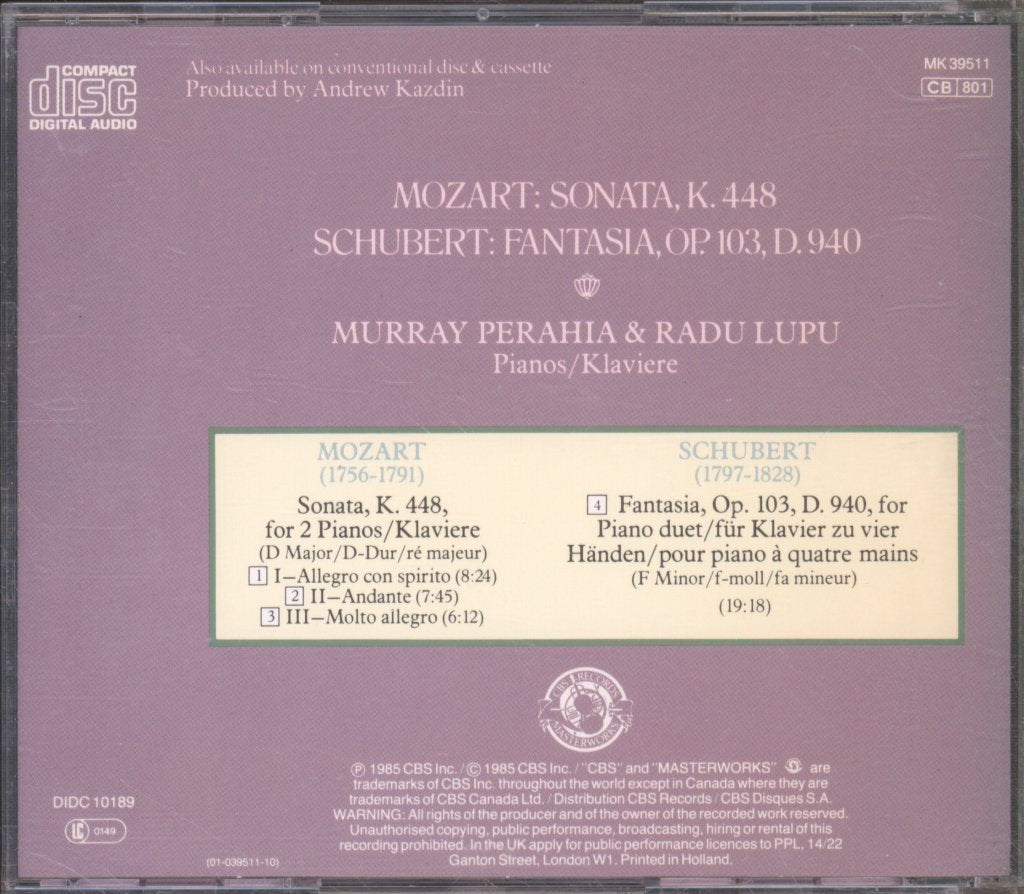 COMPACT
disc
DIGITAL AUDIO
Also available on conventional disc & cassette
Produced by Andrew Kazdin
MK 39511
CB 801
MOZART: SONATA, K. 448
SCHUBERT: FANTASIA, OP. 103, D. 940
MURRAY PERAHIA & RADU LUPU
Pianos/Klaviere
MOZART
(1756-1791)
Sonata, K. 448,
for 2 Pianos/Klaviere
(D Major/D-Dur/ré majeur)
1 I–Allegro con spirito (8:24)
2 II–Andante (7:45)
3 III–Molto allegro (6:12)
SCHUBERT
(1797-1828)
4 Fantasia, Op. 103, D. 940, for
Piano duet/für Klavier zu vier
Händen/pour piano à quatre mains
(F Minor/f-moll/fa mineur)
(19:18)
CBS RECORDS
MASTERWORKS
℗ 1985 CBS Inc. / © 1985 CBS Inc. / "CBS" and "MASTERWORKS" are
trademarks of CBS Inc. throughout the world except in Canada where they are
trademarks of CBS Canada Ltd. / Distribution CBS Records / CBS Disques S.A.
WARNING: All rights of the producer and of the owner of the recorded work reserved.
Unauthorised copying, public performance, broadcasting, hiring or rental of this
recording prohibited. In the UK apply for public performance licences to PPL, 14/22
Ganton Street, London W1. Printed in Holland.
DIDC 10189
LC 0149
(01-039511-10)